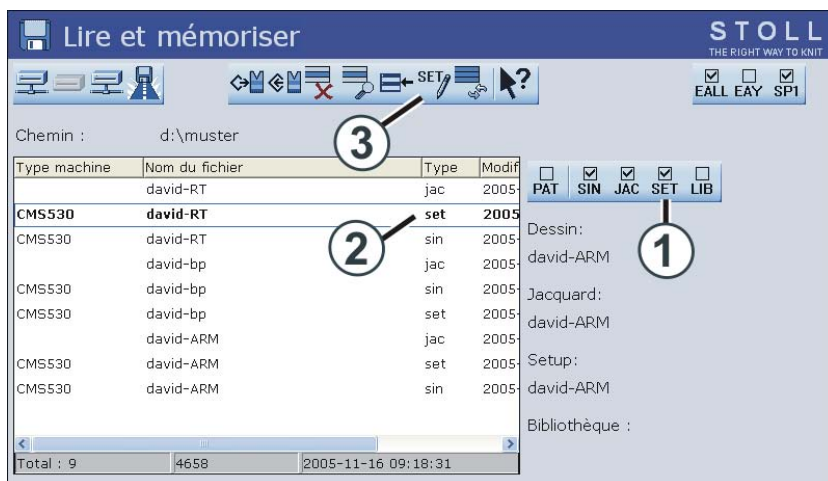 Lire et mémoriser
STOLL
THE RIGHT WAY TO KNIT
SET
?
EALL EAY SP1
3
Chemin : d:\muster
Type machine Nom du fichier Type Modif
david-RT jac 2005-
CMS530 david-RT set 2005
CMS530 david-RT sin 2005-
david-bp jac 2005-
CMS530 david-bp sin 2005-
CMS530 david-bp set 2005-
david-ARM jac 2005-
CMS530 david-ARM set 2005-
CMS530 david-ARM sin 2005-
2
Total : 9 4658 2005-11-16 09:18:31
PAT SIN JAC SET LIB
1
Dessin:
david-ARM
Jacquard:
david-ARM
Setup:
david-ARM
Bibliothèque :